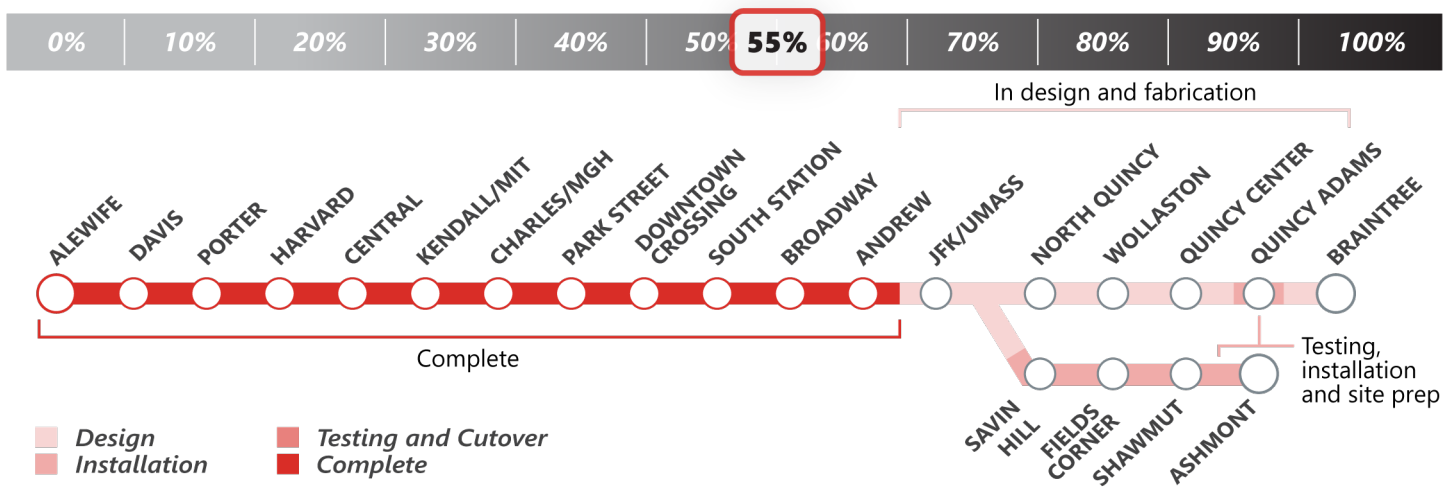 0% 10% 20% 30% 40% 50% 55% 60% 70% 80% 90% 100%
In design and fabrication
ALEWIFE
DAVIS
PORTER
HARVARD
CENTRAL
KENDALL/MIT
CHARLES/MGH
PARK STREET
DOWNTOWN
CROSSING
SOUTH STATION
BROADWAY
ANDREW
JFK/UMASS
NORTH QUINCY
WOLLASTON
QUINCY CENTER
QUINCY ADAMS
BRAINTREE
Complete
Testing,
installation
and site prep
SAVIN
HILL
FIELDS
CORNER
SHAWMUT
ASHMONT
Design
Installation
Testing and Cutover
Complete